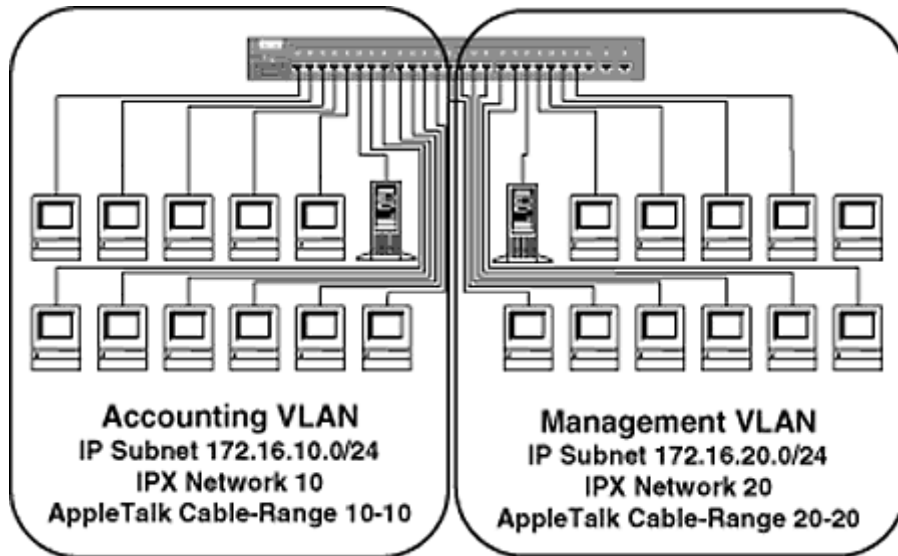 Accounting VLAN
IP Subnet 172.16.10.0/24
IPX Network 10
AppleTalk Cable-Range 10-10
Management VLAN
IP Subnet 172.16.20.0/24
IPX Network 20
AppleTalk Cable-Range 20-20